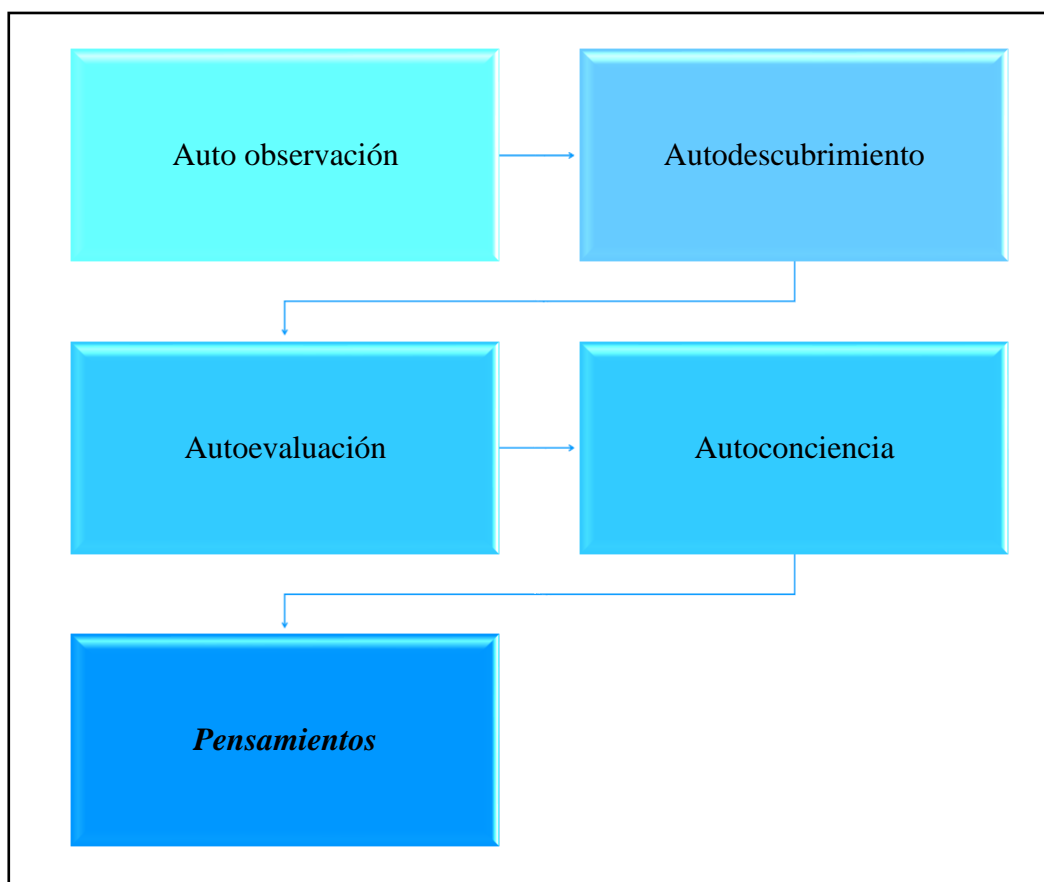 Auto observación
Autodescubrimiento
Autoevaluación
Autoconciencia
Pensamientos